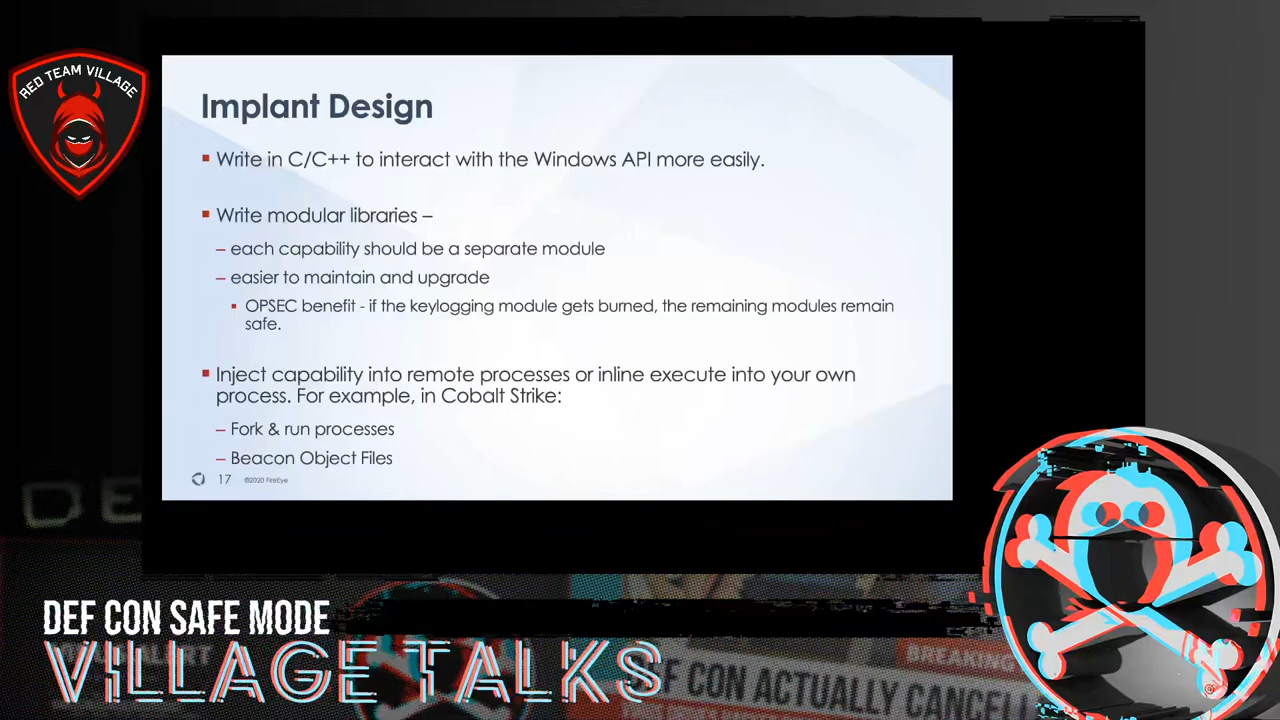 RED TEAM VILLAGE
Implant Design
▪ Write in C/C++ to interact with the Windows API more easily.
▪ Write modular libraries –
– each capability should be a separate module
– easier to maintain and upgrade
▪ OPSEC benefit - if the keylogging module gets burned, the remaining modules remain
safe.
▪ Inject capability into remote processes or inline execute into your own
process. For example, in Cobalt Strike:
– Fork & run processes
– Beacon Object Files
17 ©2020 FireEye
DE
DEF CON SAFE MODE
VILLAGE TALKS
BREAKIN
DEF CON ACTUALLY CANCELL